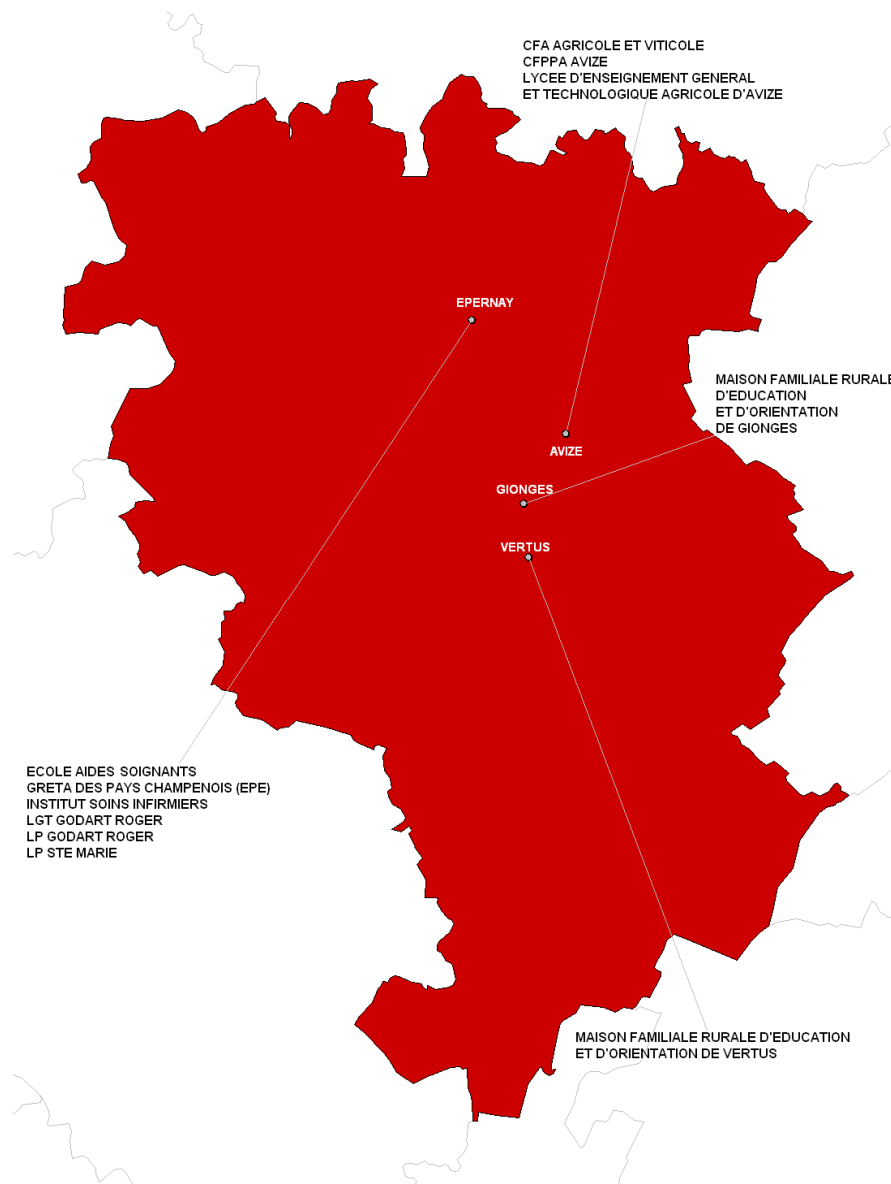 CFA AGRICOLE ET VITICOLE
CFPPA AVIZE
LYCEE D'ENSEIGNEMENT GENERAL
ET TECHNOLOGIQUE AGRICOLE D'AVIZE
EPERNAY
MAISON FAMILIALE RURALE
D'EDUCATION
ET D'ORIENTATION
DE GIONGES
AVIZE
GIONGES
VERTUS
ECOLE AIDES SOIGNANTS
GRETA DES PAYS CHAMPENOIS (EPE)
INSTITUT SOINS INFIRMIERS
LGT GODART ROGER
LP GODART ROGER
LP STE MARIE
MAISON FAMILIALE RURALE D'EDUCATION
ET D'ORIENTATION DE VERTUS